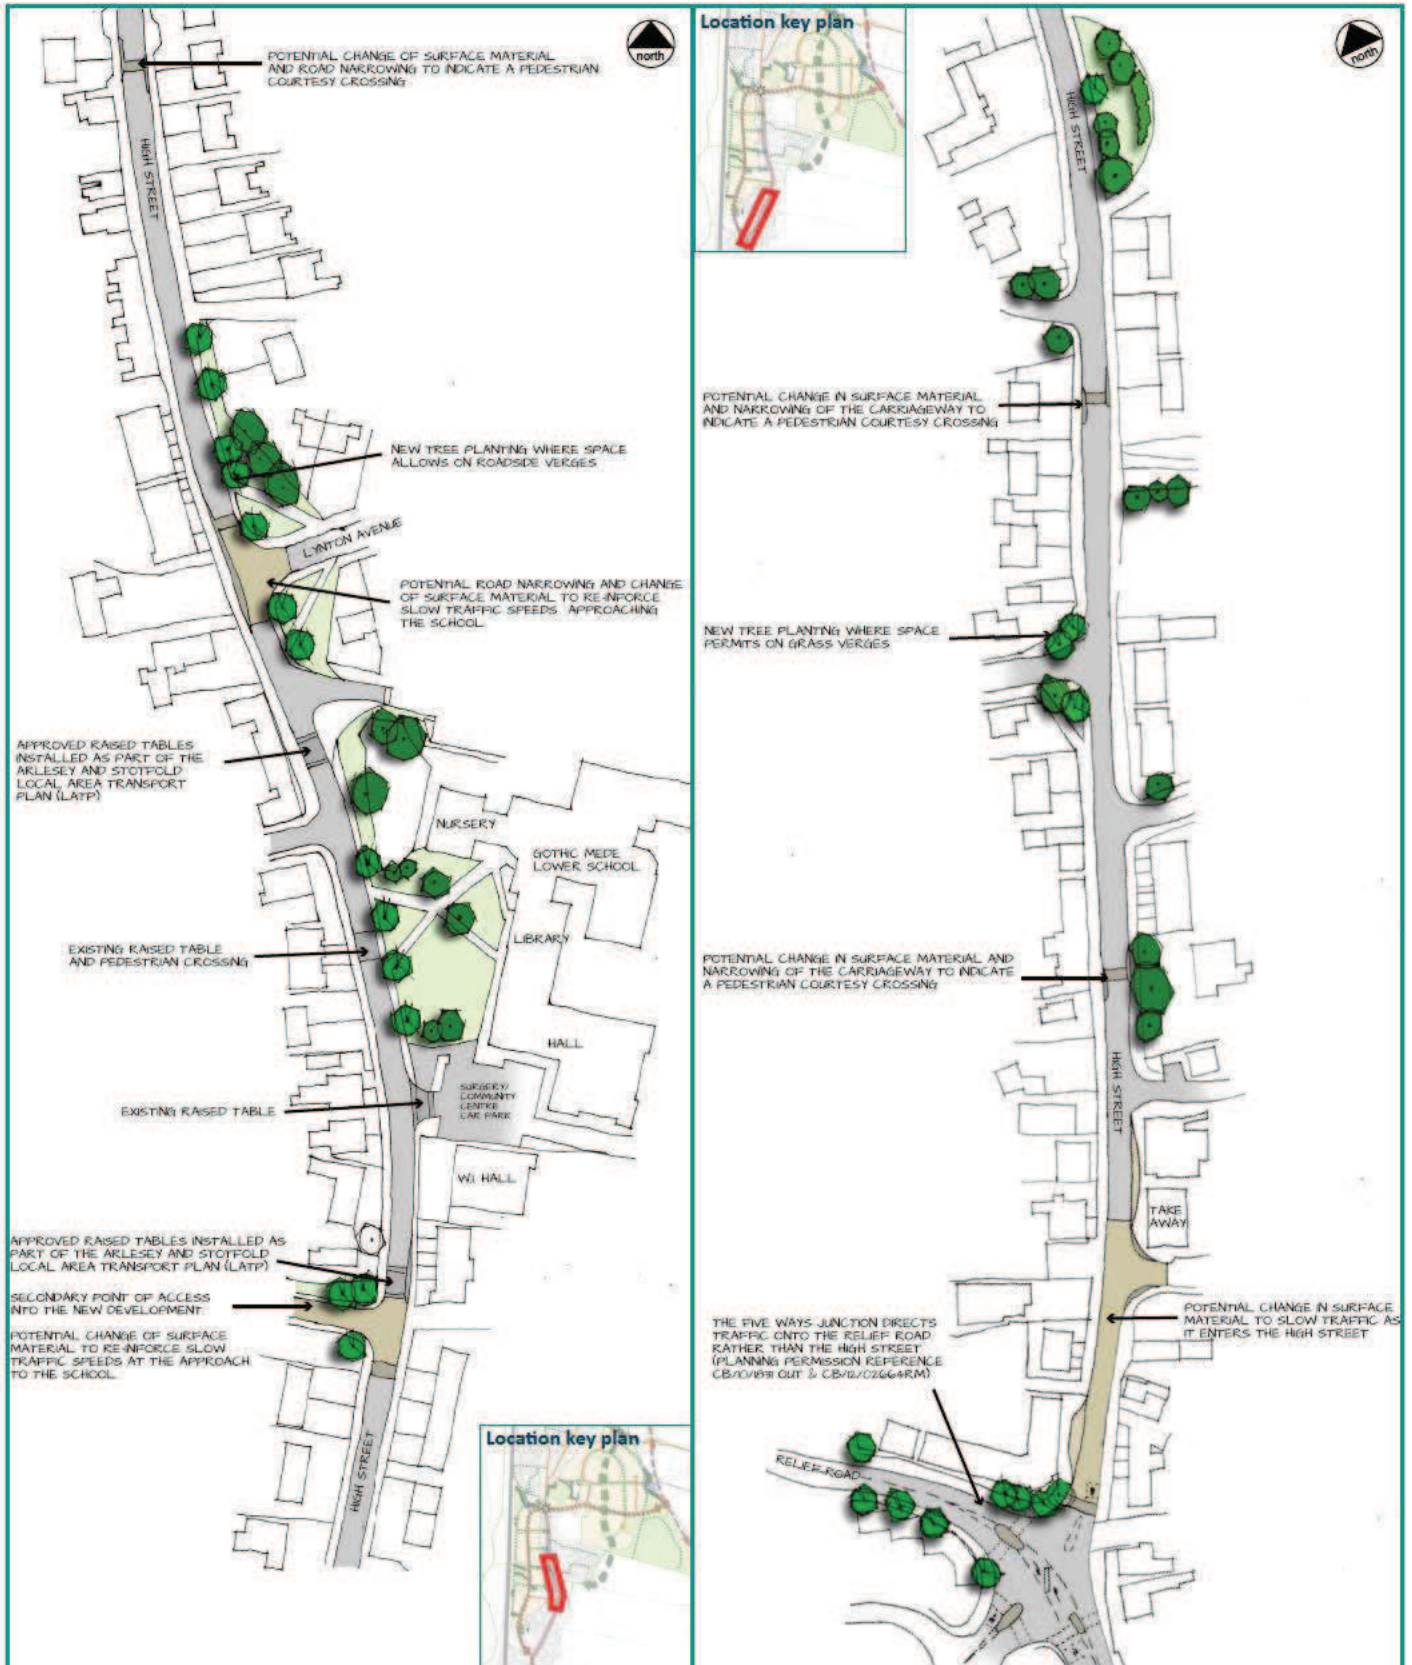 POTENTIAL CHANGE OF SURFACE MATERIAL
AND ROAD NARROWING TO INDICATE A PEDESTRIAN
COURTESY CROSSING
north
HIGH STREET
NEW TREE PLANTING WHERE SPACE
ALLOWS ON ROADSIDE VERGES
LYNTON AVENUE
POTENTIAL ROAD NARROWING AND CHANGE
OF SURFACE MATERIAL TO RE-INFORCE
SLOW TRAFFIC SPEEDS APPROACHING
THE SCHOOL
APPROVED RAISED TABLES
INSTALLED AS PART OF THE
ARLESEY AND STOTFOLD
LOCAL AREA TRANSPORT
PLAN (LATP)
NURSERY
GOTHIC MEDE
LOWER SCHOOL
LIBRARY
EXISTING RAISED TABLE
AND PEDESTRIAN CROSSING
HALL
SURGERY/
COMMUNITY
CENTRE
CAR PARK
EXISTING RAISED TABLE
W.I. HALL
APPROVED RAISED TABLES INSTALLED AS
PART OF THE ARLESEY AND STOTFOLD
LOCAL AREA TRANSPORT PLAN (LATP)
SECONDARY POINT OF ACCESS
INTO THE NEW DEVELOPMENT
POTENTIAL CHANGE OF SURFACE
MATERIAL TO RE-INFORCE SLOW
TRAFFIC SPEEDS AT THE APPROACH
TO THE SCHOOL
HIGH STREET
Location key plan
Location key plan
north
HIGH STREET
POTENTIAL CHANGE IN SURFACE MATERIAL
AND NARROWING OF THE CARRIAGEWAY TO
INDICATE A PEDESTRIAN COURTESY CROSSING
NEW TREE PLANTING WHERE SPACE
PERMITS ON GRASS VERGES
POTENTIAL CHANGE IN SURFACE MATERIAL AND
NARROWING OF THE CARRIAGEWAY TO INDICATE
A PEDESTRIAN COURTESY CROSSING
HIGH STREET
TAKE
AWAY
POTENTIAL CHANGE IN SURFACE
MATERIAL TO SLOW TRAFFIC AS
IT ENTERS THE HIGH STREET
THE FIVE WAYS JUNCTION DIRECTS
TRAFFIC ONTO THE RELIEF ROAD
RATHER THAN THE HIGH STREET
(PLANNING PERMISSION REFERENCE
OUT & CB/12/02664RM)
RELIEF ROAD